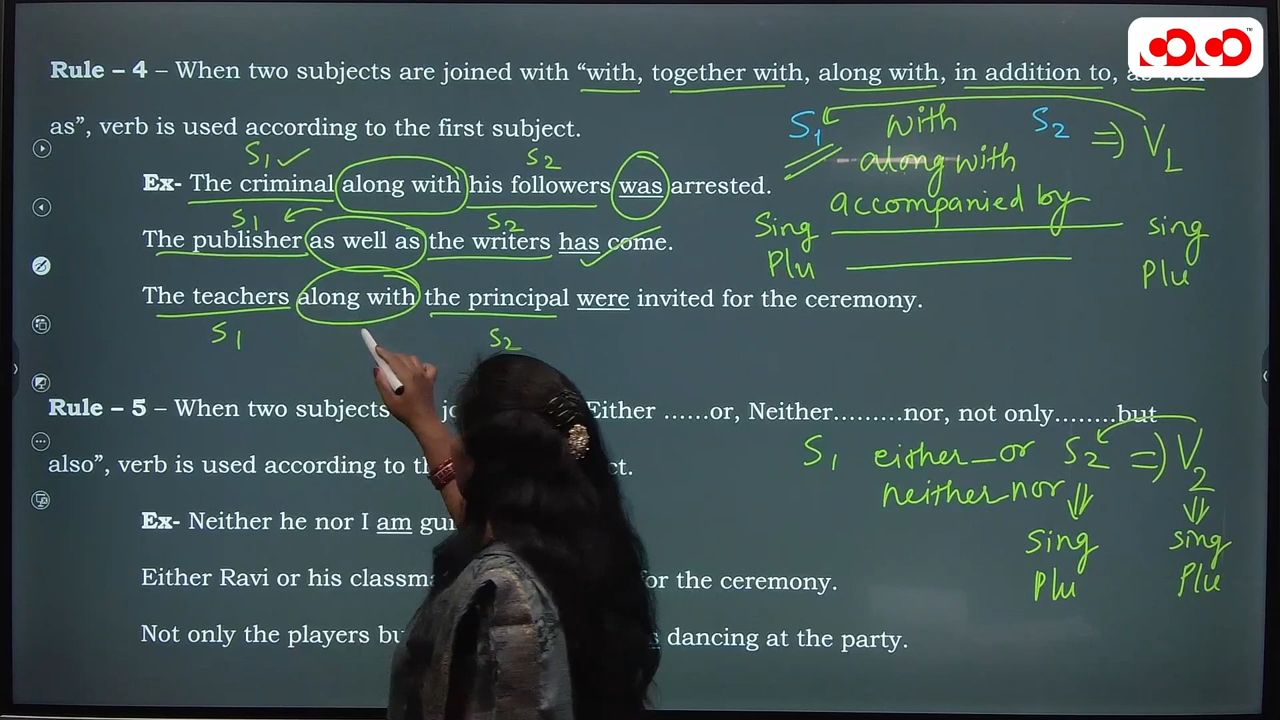 Rule – 4 – When two subjects are joined with “with, together with, along with, in addition to, as well
as”, verb is used according to the first subject.
S1 with S2 => V1
along with
accompanied by
S1 S2
Ex- The criminal along with his followers was arrested.
S1 S2
The publisher as well as the writers has come.
Sing sing
Plu Plu
The teachers along with the principal were invited for the ceremony.
S1 S2
Rule – 5 – When two subjects Either ......or, Neither.........nor, not only........but
also”, verb is used according to
S1 either_or S2 => V2
neither nor
Ex- Neither he nor I am
sing sing
Plu Plu
Either Ravi or his for the ceremony.
Not only the players dancing at the party.